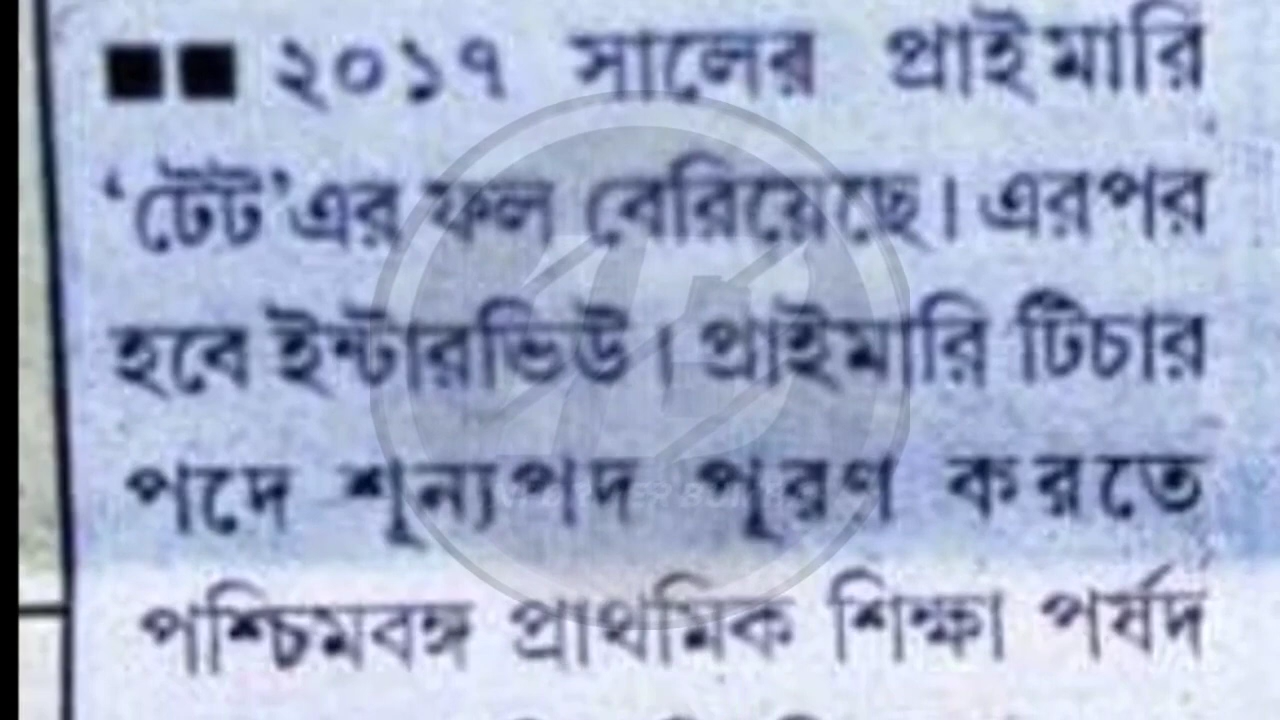 ■■ ২০১৭ সালের প্রাইমারি
‘টেট’এর ফল বেরিয়েছে। এরপর
হবে ইন্টারভিউ। প্রাইমারি টিচার
পদে শূন্যপদ পূরণ করতে
পশ্চিমবঙ্গ প্রাথমিক শিক্ষা পর্ষদ